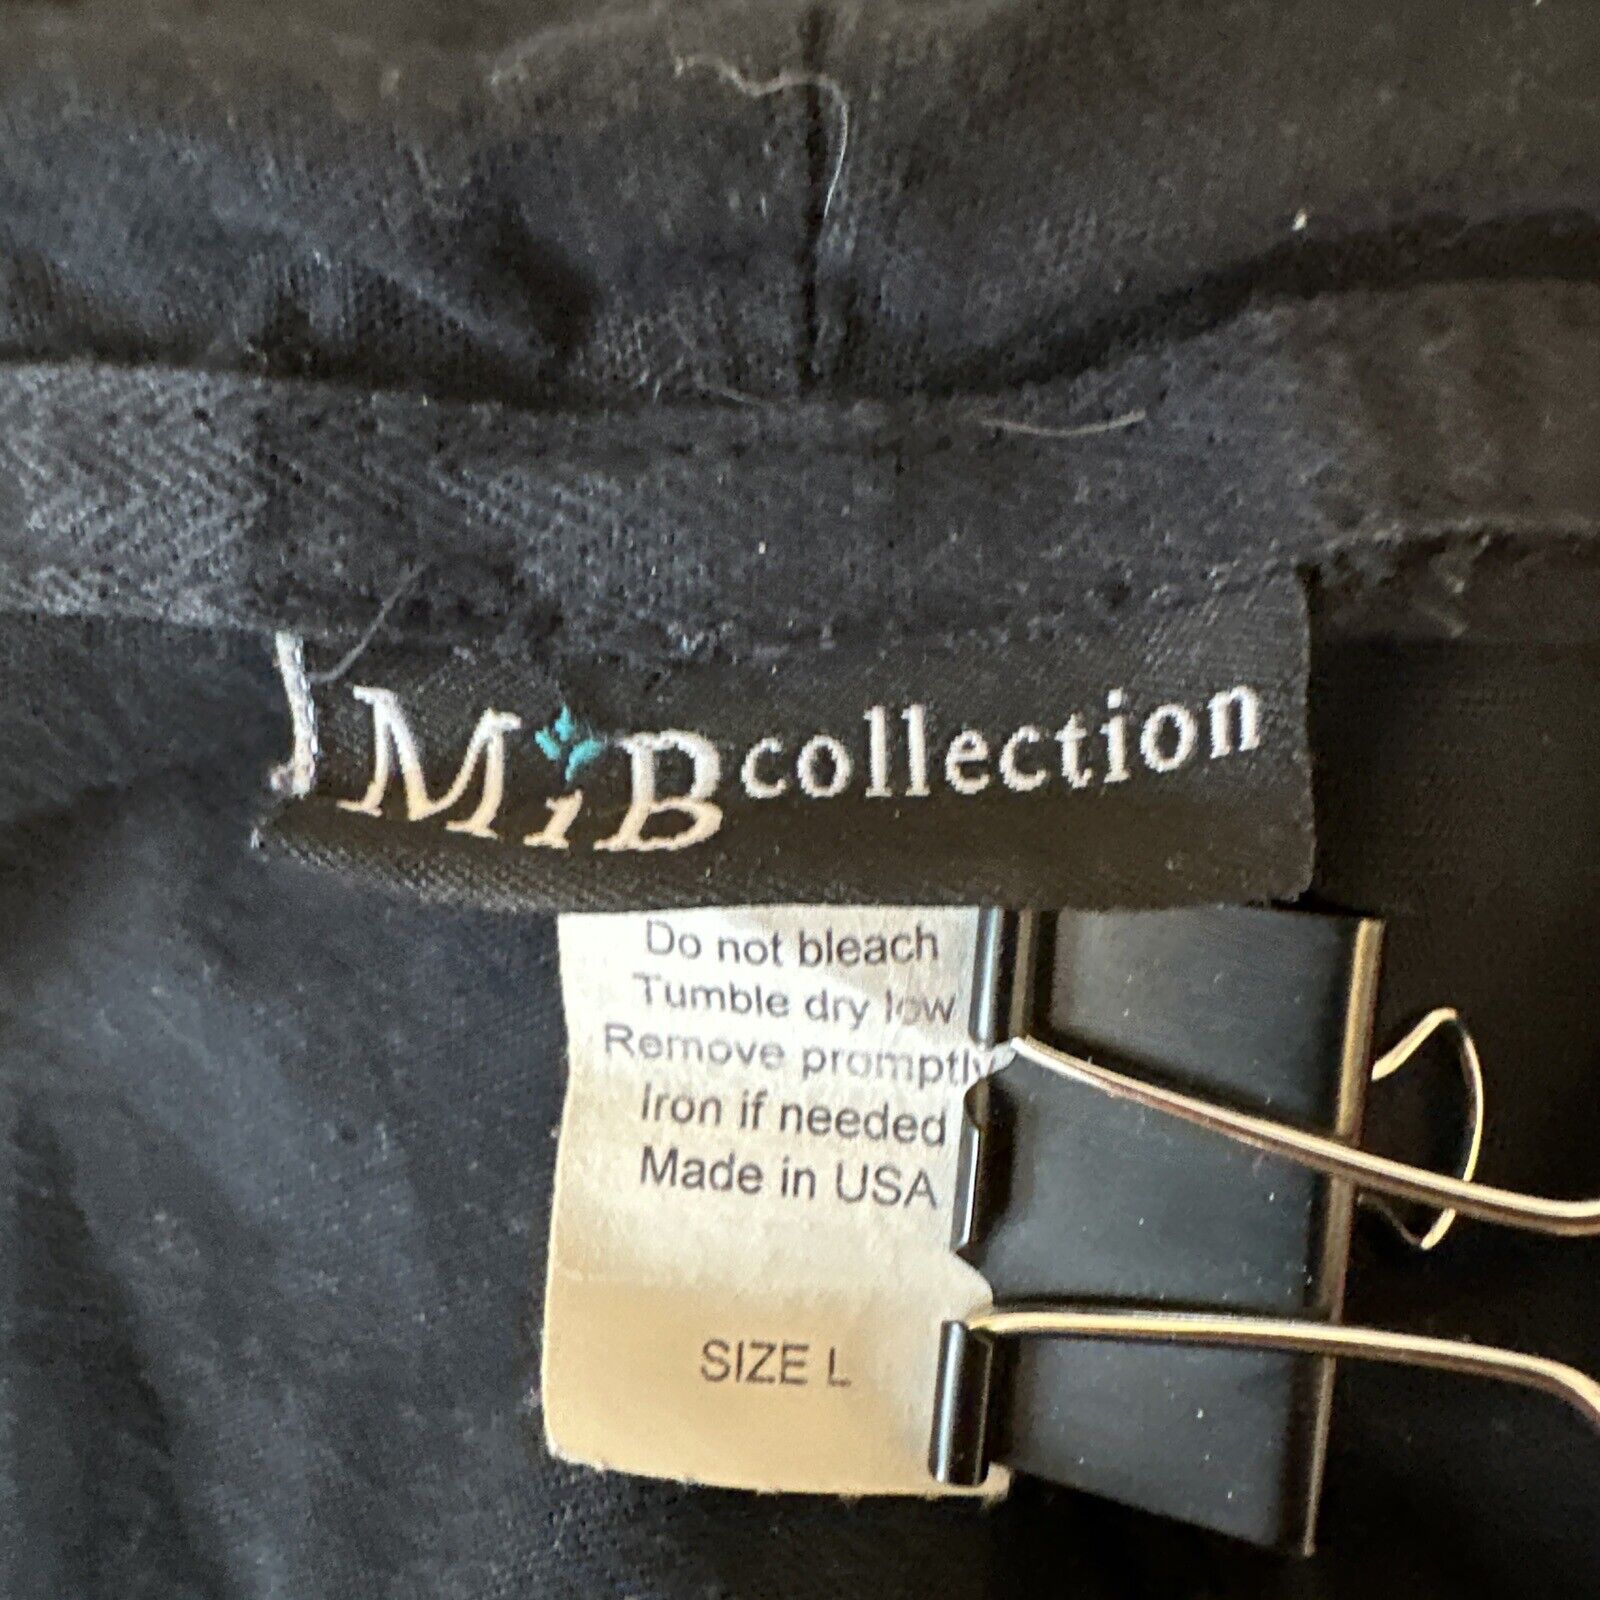 MiB collection
Do not bleach
Tumble dry low
Remove promptly
Iron if needed
Made in USA
SIZE L